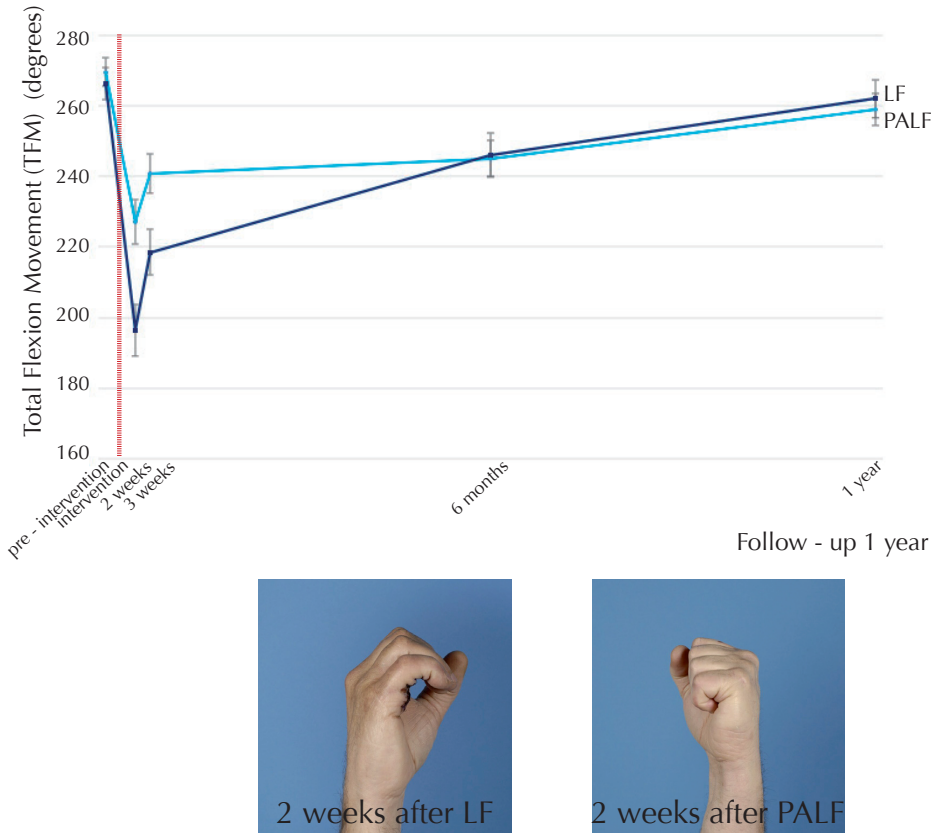 Total Flexion Movement (TFM) (degrees)
280
260
240
220
200
180
160
LF
PALF
pre - intervention
intervention
2 weeks
3 weeks
6 months
1 year
Follow - up 1 year
2 weeks after LF
2 weeks after PALF